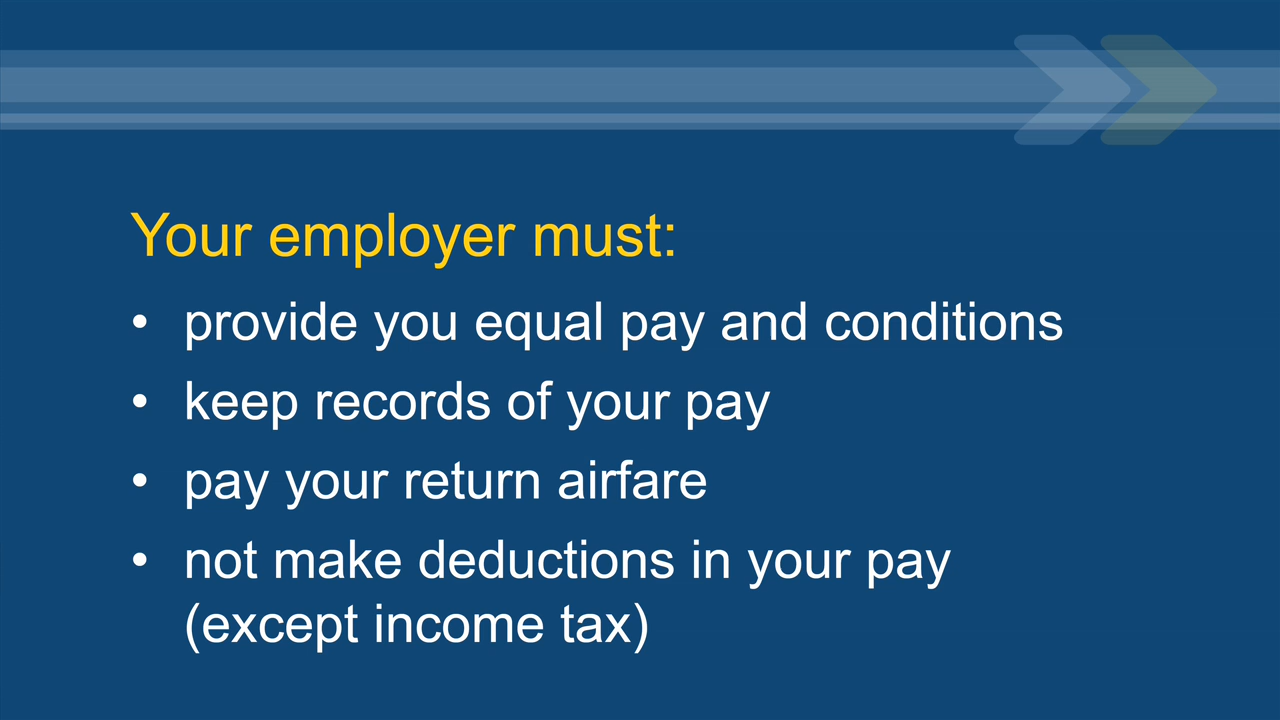 Your employer must:
• provide you equal pay and conditions
• keep records of your pay
• pay your return airfare
• not make deductions in your pay
(except income tax)